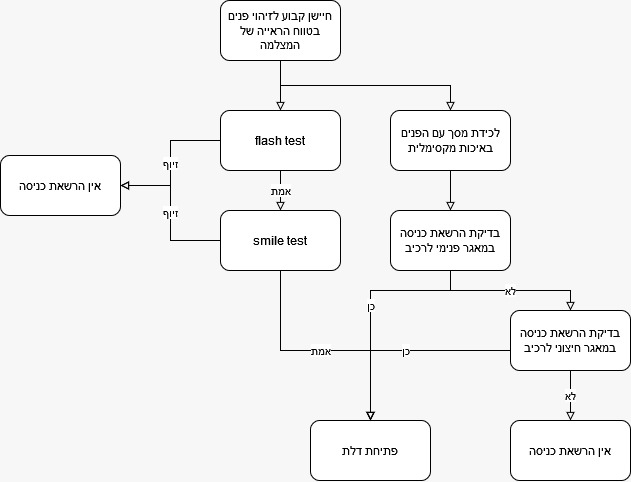 חיישן קבוע לזיהוי פנים
בטווח הראייה של
המצלמה
flash test
לכידת מסך עם הפנים
באיכות מקסימלית
זיוף
אין הרשאת כניסה
אמת
זיוף
smile test
בדיקת הרשאת כניסה
במאגר פנימי לרכיב
לא
כן
בדיקת הרשאת כניסה
במאגר חיצוני לרכיב
אמת
כן
לא
פתיחת דלת
אין הרשאת כניסה